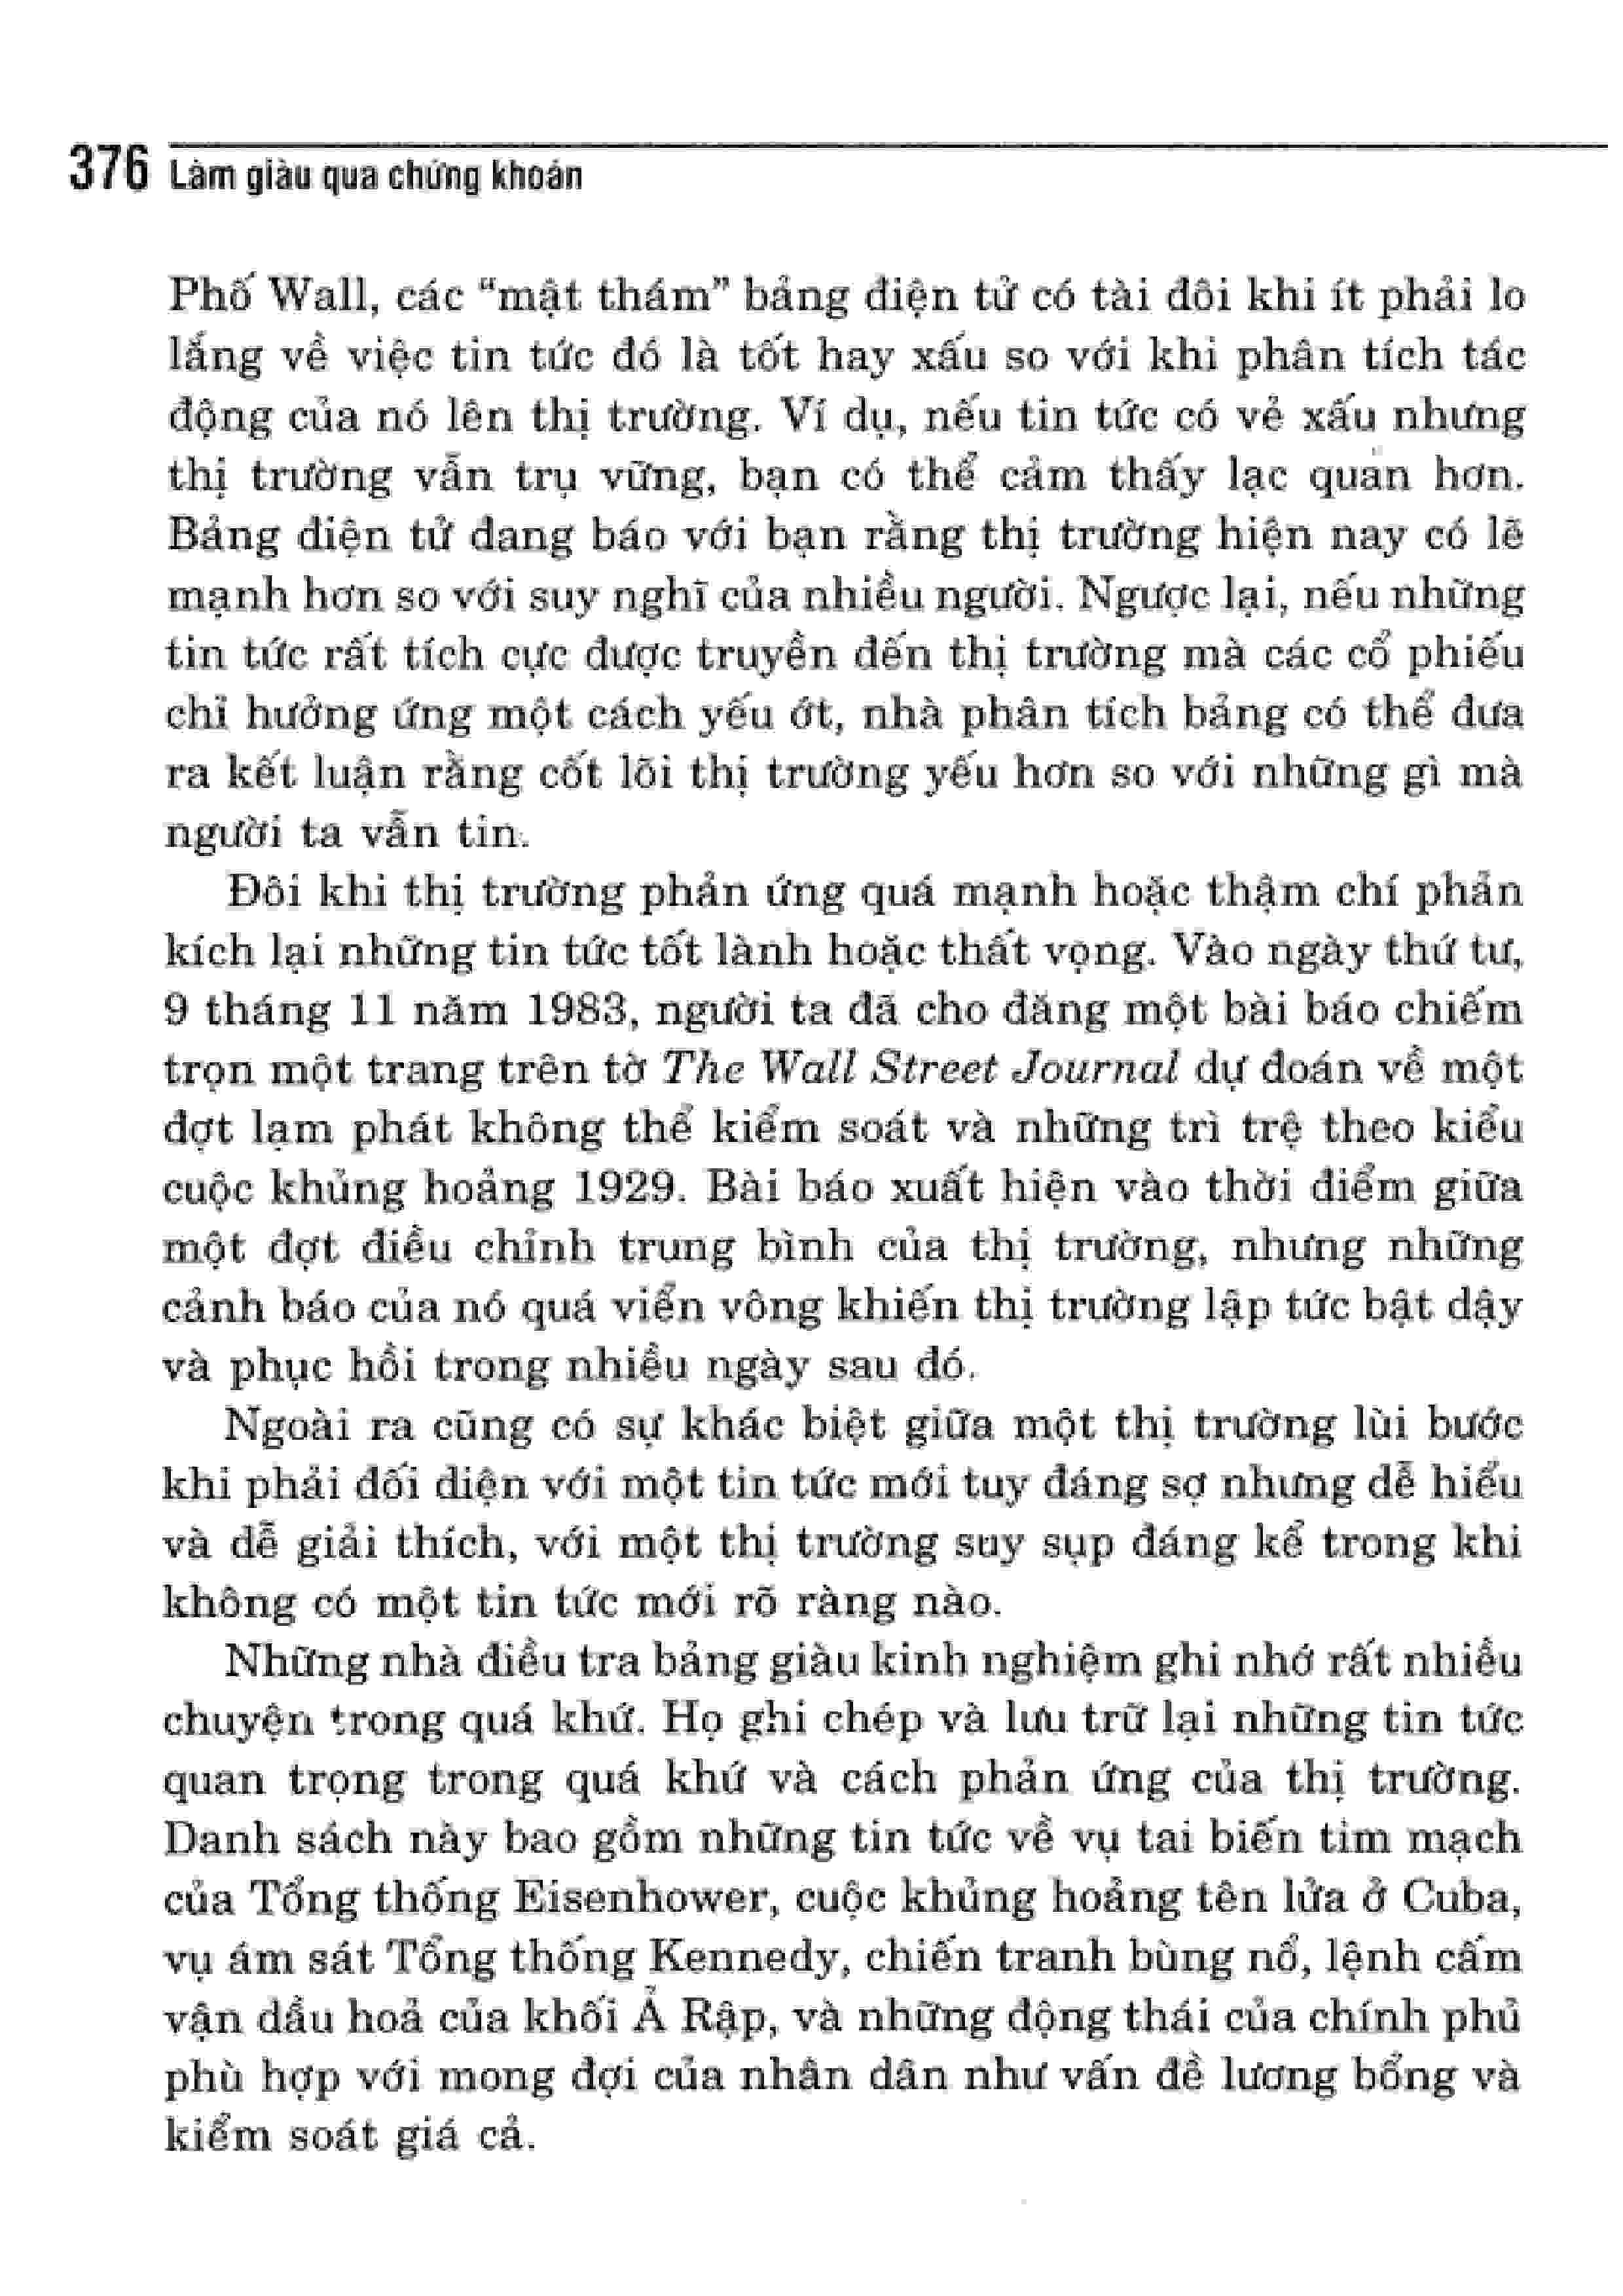 376 Làm giàu qua chứng khoán
Phố Wall, các “mật thám” bảng điện tử có tài đôi khi ít phải lo
lắng về việc tin tức đó là tốt hay xấu so với khi phân tích tác
động của nó lên thị trường. Ví dụ, nếu tin tức có vẻ xấu nhưng
thị trường vẫn trụ vững, bạn có thể cảm thấy lạc quan hơn.
Bảng điện tử đang báo với bạn rằng thị trường hiện nay có lẽ
mạnh hơn so với suy nghĩ của nhiều người. Ngược lại, nếu những
tin tức rất tích cực được truyền đến thị trường mà các cổ phiếu
chỉ hưởng ứng một cách yếu ớt, nhà phân tích bảng có thể đưa
ra kết luận rằng cốt lõi thị trường yếu hơn so với những gì mà
người ta vẫn tin.
Đôi khi thị trường phản ứng quá mạnh hoặc thậm chí phản
kích lại những tin tức tốt lành hoặc thất vọng. Vào ngày thứ tư,
9 tháng 11 năm 1983, người ta đã cho đăng một bài báo chiếm
trọn một trang trên tờ The Wall Street Journal dự đoán về một
đợt lạm phát không thể kiểm soát và những trì trệ theo kiểu
cuộc khủng hoảng 1929. Bài báo xuất hiện vào thời điểm giữa
một đợt điều chỉnh trung bình của thị trường, nhưng những
cảnh báo của nó quá viển vông khiến thị trường lập tức bật dậy
và phục hồi trong nhiều ngày sau đó.
Ngoài ra cũng có sự khác biệt giữa một thị trường lùi bước
khi phải đối diện với một tin tức mới tuy đáng sợ nhưng dễ hiểu
và dễ giải thích, với một thị trường suy sụp đáng kể trong khi
không có một tin tức mới rõ ràng nào.
Những nhà điều tra bảng giàu kinh nghiệm ghi nhớ rất nhiều
chuyện trong quá khứ. Họ ghi chép và lưu trữ lại những tin tức
quan trọng trong quá khứ và cách phản ứng của thị trường.
Danh sách này bao gồm những tin tức về vụ tai biến tim mạch
của Tổng thống Eisenhower, cuộc khủng hoảng tên lửa ở Cuba,
vụ ám sát Tổng thống Kennedy, chiến tranh bùng nổ, lệnh cấm
vận dầu hoả của khối Ả Rập, và những động thái của chính phủ
phù hợp với mong đợi của nhân dân như vấn đề lương bổng và
kiểm soát giá cả.